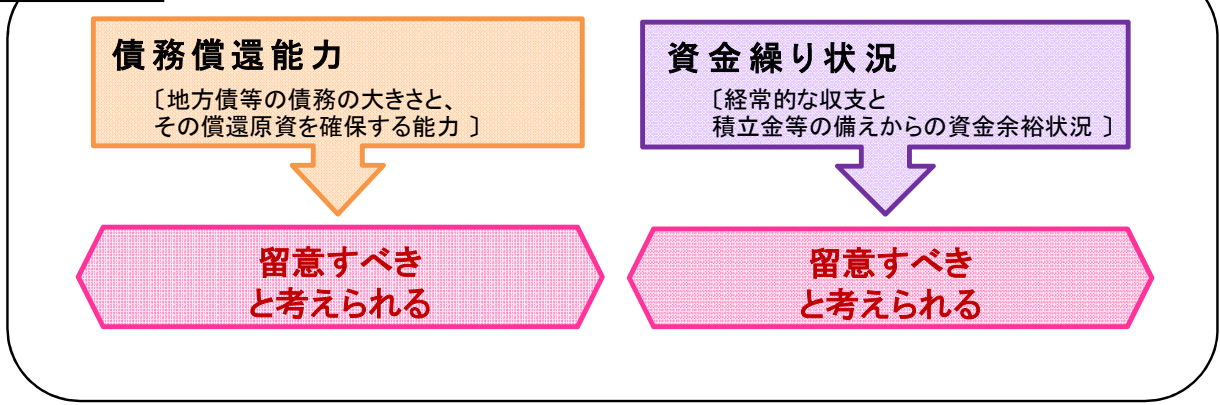 債務償還能力
〔地方債等の債務の大きさと、
その償還原資を確保する能力 〕
留意すべき
と考えられる
資金繰り状況
〔経常的な収支と
積立金等の備えからの資金余裕状況 〕
留意すべき
と考えられる